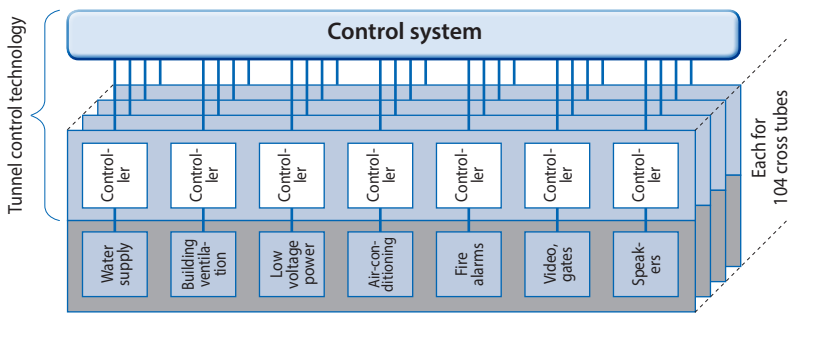 Control system
Tunnel control technology
Each for
104 cross tubes
Control-
ler
Control-
ler
Control-
ler
Control-
ler
Control-
ler
Control-
ler
Control-
ler
Water
supply
Building
ventila-
tion
Low
voltage
power
Air-con-
ditioning
Fire
alarms
Video,
gates
Speak-
ers